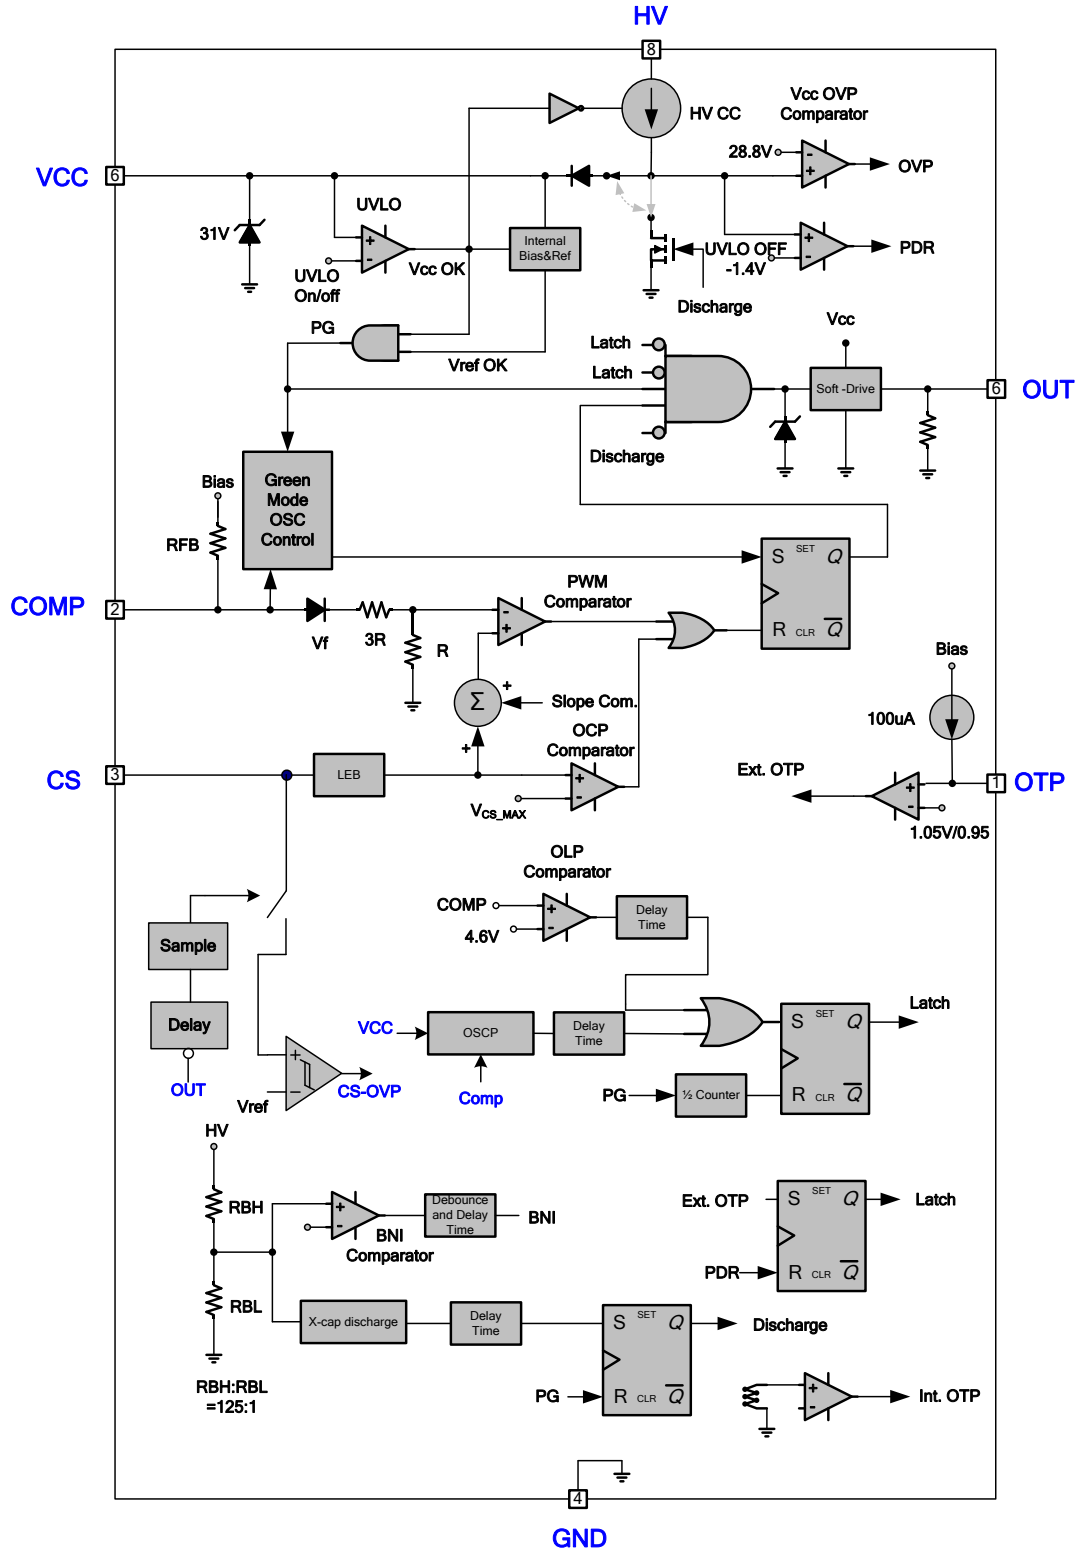 HV
8
HV CC
Vcc OVP
Comparator
28.8V
-
+
OVP
VCC
6
UVLO
31V
+
-
Vcc OK
UVLO
On/off
Internal
Bias&Ref
UVLO OFF
-1.4V
+
-
PDR
Discharge
PG
Vref OK
Latch
Latch
Discharge
Vcc
Soft -Drive
6
OUT
Bias
RFB
Green
Mode
OSC
Control
COMP
2
Vf
3R
R
PWM
Comparator
-
+
S
SET
Q
R
CLR
Q
Σ
+
+
Slope Com.
OCP
Comparator
+
-
VCS_MAX
CS
3
LEB
Bias
100uA
Ext. OTP
+
-
1
OTP
1.05V/0.95
OLP
Comparator
COMP
4.6V
+
-
Delay
Time
Sample
Delay
OUT
VCC
OSCP
Comp
Delay
Time
S
SET
Q
R
CLR
Q
Latch
PG
½ Counter
+
−
Vref
CS-OVP
HV
RBH
RBL
RBH:RBL
=125:1
+
-
BNI
Comparator
Debounce
and Delay
Time
BNI
Ext. OTP
S
SET
Q
Latch
PDR
R
CLR
Q
X-cap discharge
Delay
Time
S
SET
Q
Discharge
PG
R
CLR
Q
+
-
Int. OTP
4
GND